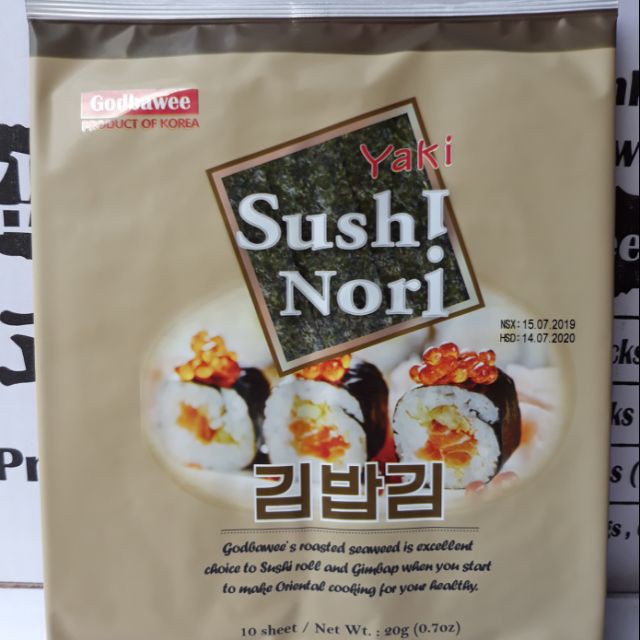 Godbawee
PRODUCT OF KOREA
Yaki
Sushi
Nori
NSX: 15.07.2019
HSD: 14.07.2020
김밥김
Godbawee's roasted seaweed is excellent
choice to Sushi roll and Gimbap when you start
to make Oriental cooking for your healthy.
10 sheet / Net Wt. : 20g (0.7oz)